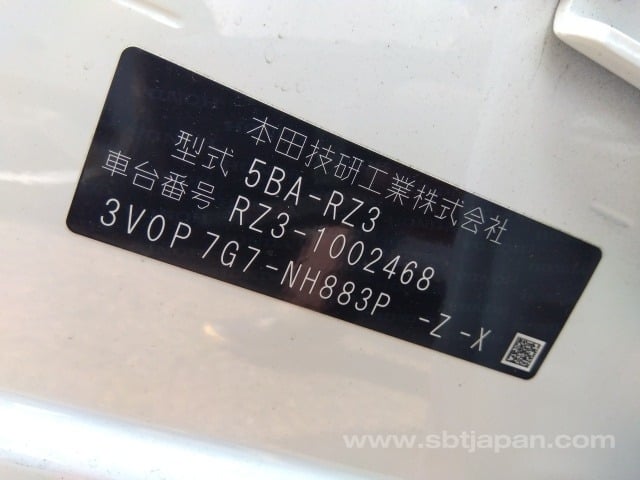 本田技研工業株式会社
型式 5BA-RZ3
車台番号 RZ3-1002468
3V0P 7G7-NH883P -Z -X
www.sbtjapan.com